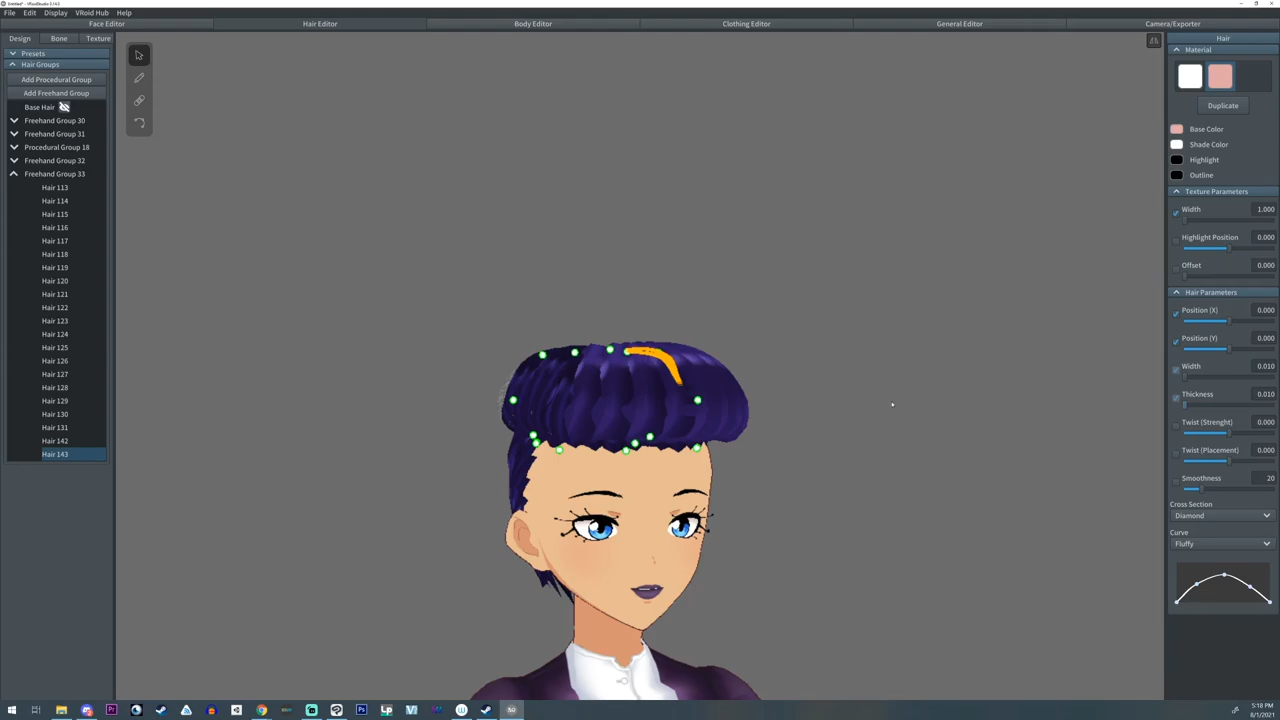 Untitled* - VRoidStudio 0.14.0
File Edit Display VRoid Hub Help
Face Editor Hair Editor Body Editor Clothing Editor General Editor Camera/Exporter
Design Bone Texture
Presets
Hair Groups
Add Procedural Group
Add Freehand Group
Base Hair
Freehand Group 30
Freehand Group 31
Procedural Group 18
Freehand Group 32
Freehand Group 33
Hair 113
Hair 114
Hair 115
Hair 116
Hair 117
Hair 118
Hair 119
Hair 120
Hair 121
Hair 122
Hair 123
Hair 124
Hair 125
Hair 126
Hair 127
Hair 128
Hair 129
Hair 130
Hair 131
Hair 142
Hair 143
Hair
Material
Duplicate
Base Color
Shade Color
Highlight
Outline
Texture Parameters
Width 1.000
Highlight Position 0.000
Offset 0.000
Hair Parameters
Position (X) 0.000
Position (Y) 0.000
Width 0.010
Thickness 0.010
Twist (Strenght) 0.000
Twist (Placement) 0.000
Smoothness 20
Cross Section
Diamond
Curve
Fluffy
5:18 PM
8/1/2021